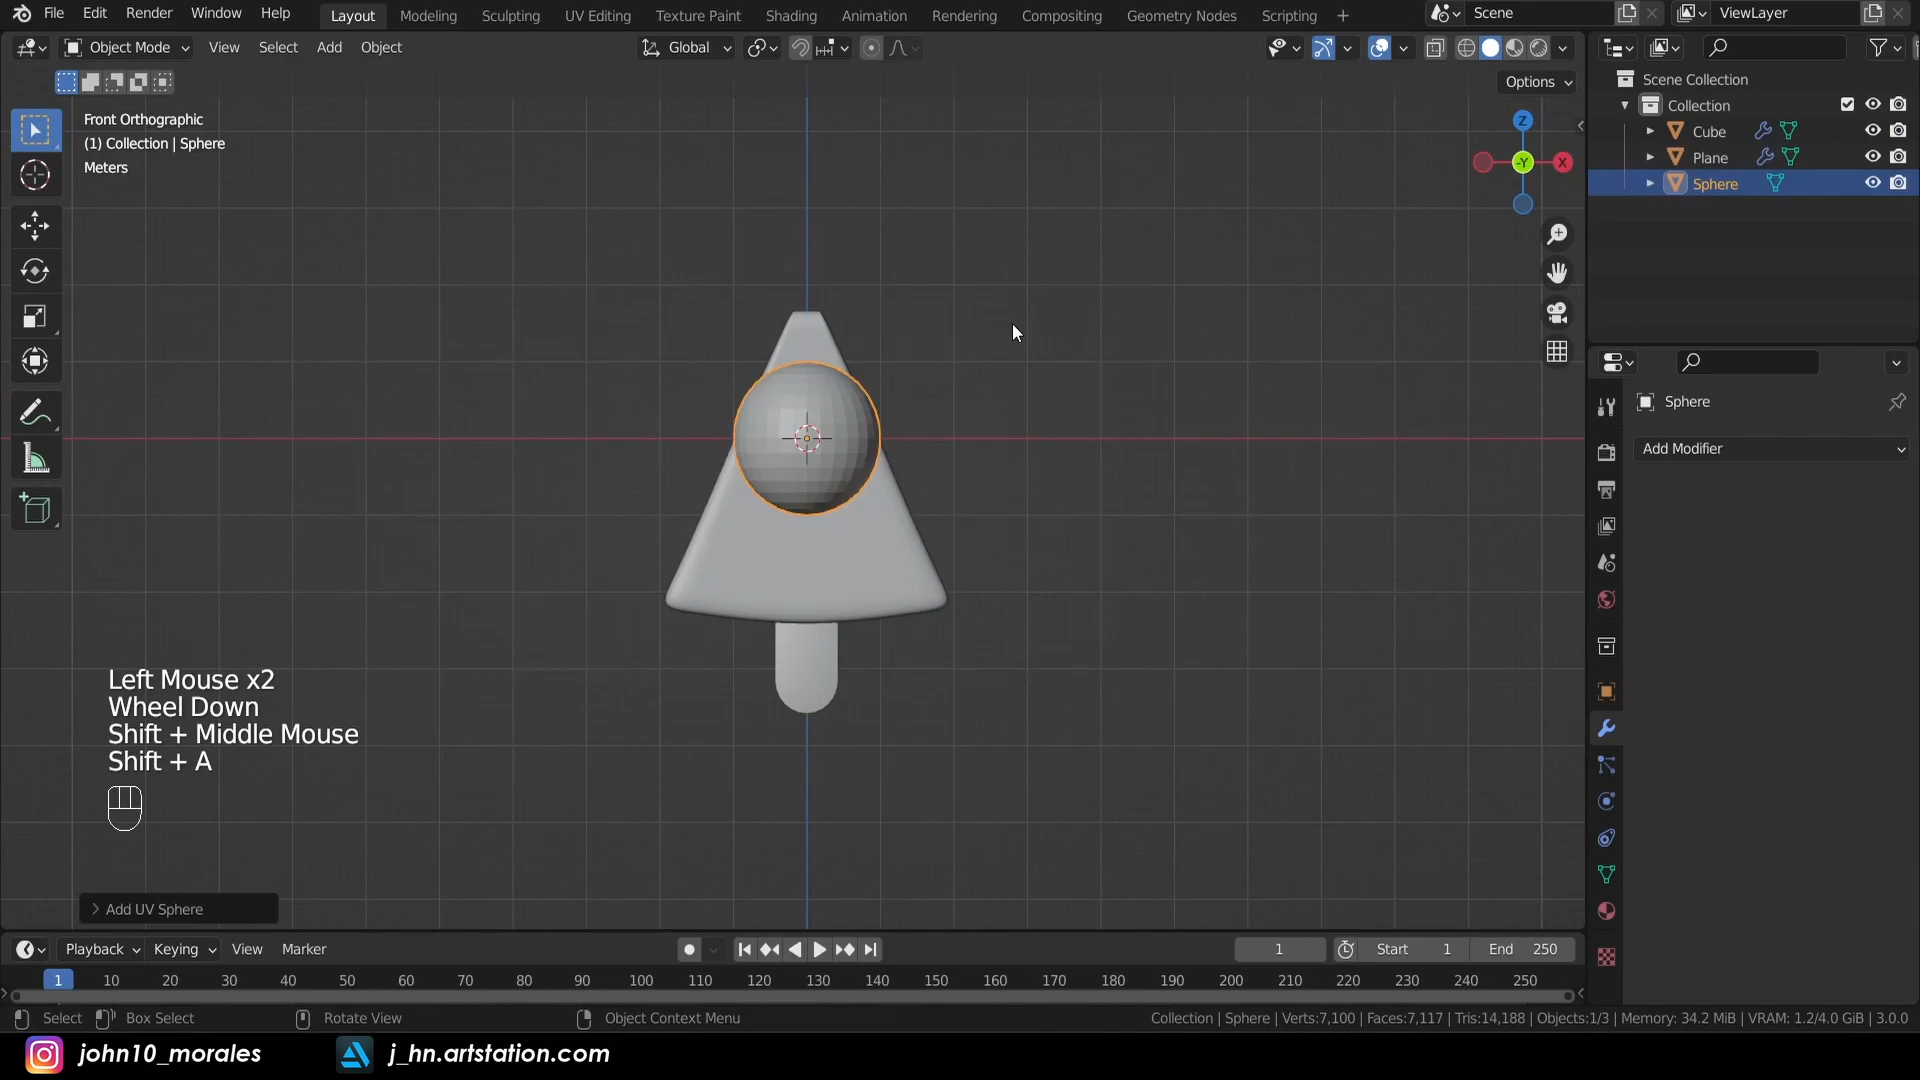 File Edit Render Window Help Layout Modeling Sculpting UV Editing Texture Paint Shading Animation Rendering Compositing Geometry Nodes Scripting + Scene ViewLayer
Object Mode View Select Add Object Global
Options
Front Orthographic
(1) Collection | Sphere
Meters
Z
-Y
X
Scene Collection
Collection
Cube
Plane
Sphere
Sphere
Add Modifier
Left Mouse x2
Wheel Down
Shift + Middle Mouse
Shift + A
Add UV Sphere
Playback Keying View Marker 1 Start 1 End 250
1 10 20 30 40 50 60 70 80 90 100 110 120 130 140 150 160 170 180 190 200 210 220 230 240 250
Select Box Select Rotate View Object Context Menu Collection | Sphere | Verts:7,100 | Faces:7,117 | Tris:14,188 | Objects:1/3 | Memory: 34.2 MiB | VRAM: 1.2/4.0 GiB | 3.0.0
john10_morales j_hn.artstation.com